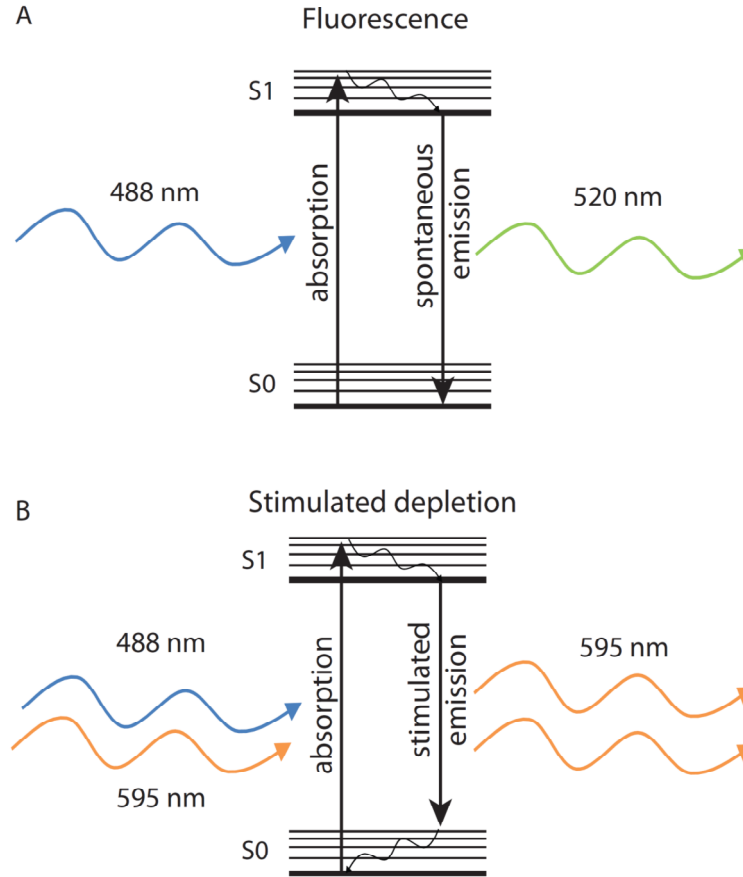 A
Fluorescence
S1
488 nm
absorption
spontaneous
emission
520 nm
S0
B
Stimulated depletion
S1
488 nm
595 nm
absorption
stimulated
emission
595 nm
S0